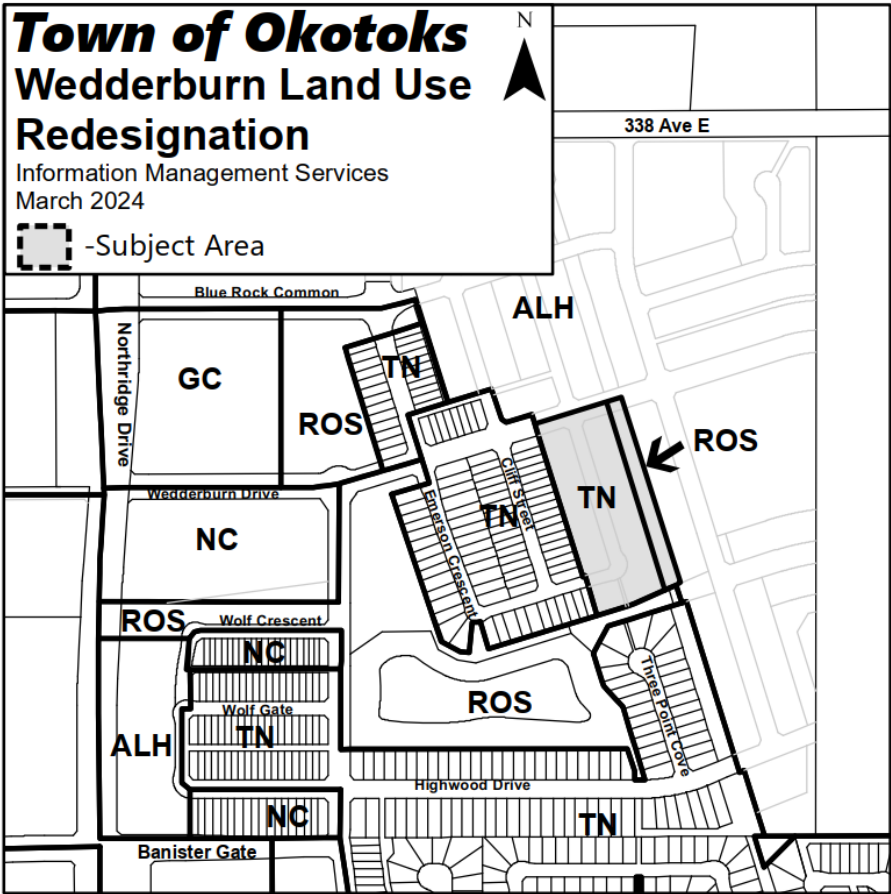 Town of Okotoks
N
Wedderburn Land Use
Redesignation
Information Management Services
March 2024
-Subject Area
338 Ave E
Blue Rock Common
ALH
Northridge Drive
GC
TN
ROS
ROS
Wedderburn Drive
NC
Emerson Crescent
TN
Cliff Street
TN
ROS
Wolf Crescent
NC
Three Point Cove
ROS
Wolf Gate
TN
ALH
Highwood Drive
NC
TN
Banister Gate